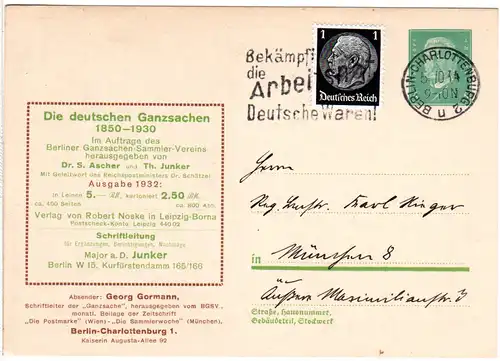 Bekämpft
die
Arbeitsnot
Deutsche Waren!
1 1
Deutsches Reich
BERLIN-CHARLOTTENBURG 2
Die deutschen Ganzsachen
1850-1930
Im Auftrage des
Berliner Ganzsachen-Sammler-Vereins
herausgegeben von
Dr. S. Ascher und Th. Junker
Mit Geleitwort des Reichspostministers Dr. Schätzel
Ausgabe 1932:
in Leinen 5.— kartoniert 2,50
ca. 450 Seiten ca. 800 Abb.
Verlag von Robert Noske in Leipzig-Borna
Postscheck-Konto Leipzig 44002
Schriftleitung
für Ergänzungen, Berichtigungen, Nachträge
Major a. D. Junker
Berlin W 15, Kurfürstendamm 165/166
Absender: Georg Gormann,
Schriftleiter der „Ganzsache", herausgegeben vom BGSV.,
monatl. Beilage der Zeitschrift
„Die Postmarke" (Wien) - „Die Sammlerwoche" (München),
Berlin-Charlottenburg 1.
Kaiserin Augusta-Allee 92
Herrn
Karl
in München 8
Äußere Maximilianstr. 3
Straße, Hausnummer,
Gebäudeteil, Stockwerk